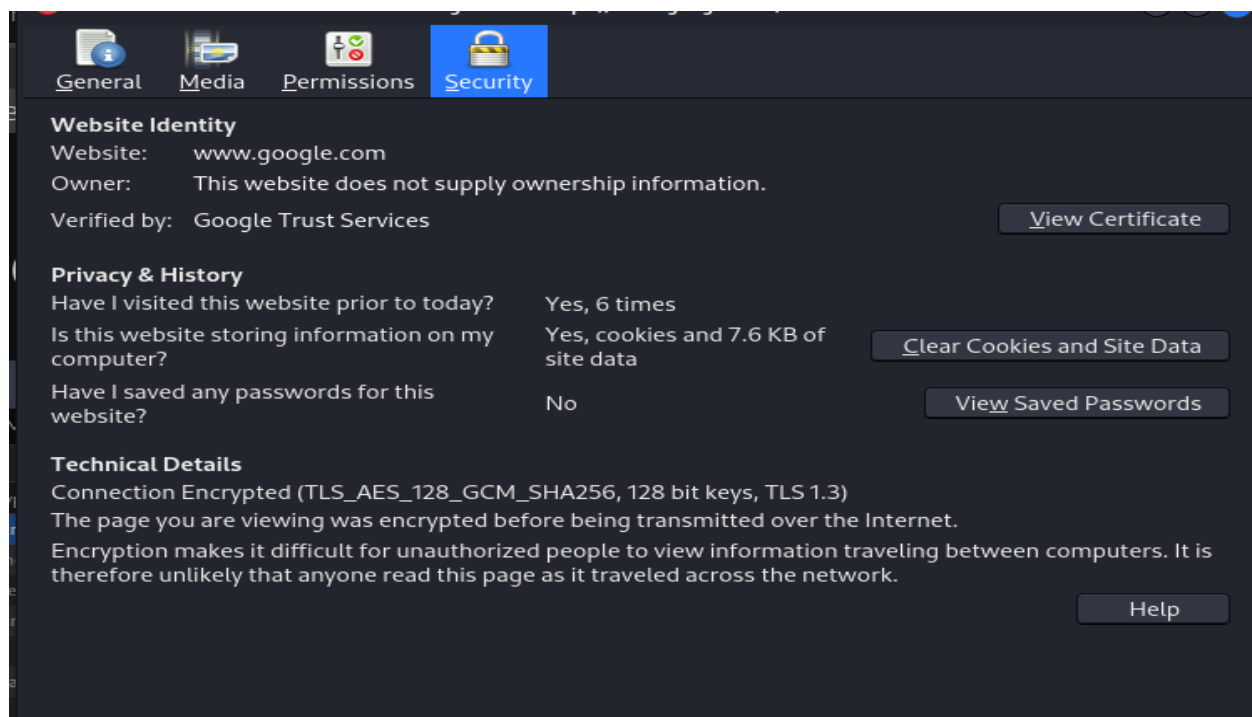 General Media Permissions Security
Website Identity
Website: www.google.com
Owner: This website does not supply ownership information.
Verified by: Google Trust Services View Certificate
Privacy & History
Have I visited this website prior to today? Yes, 6 times
Is this website storing information on my
computer?
Yes, cookies and 7.6 KB of
site data
Clear Cookies and Site Data
Have I saved any passwords for this
website?
No
View Saved Passwords
Technical Details
Connection Encrypted (TLS_AES_128_GCM_SHA256, 128 bit keys, TLS 1.3)
The page you are viewing was encrypted before being transmitted over the Internet.
Encryption makes it difficult for unauthorized people to view information traveling between computers. It is
therefore unlikely that anyone read this page as it traveled across the network.
Help